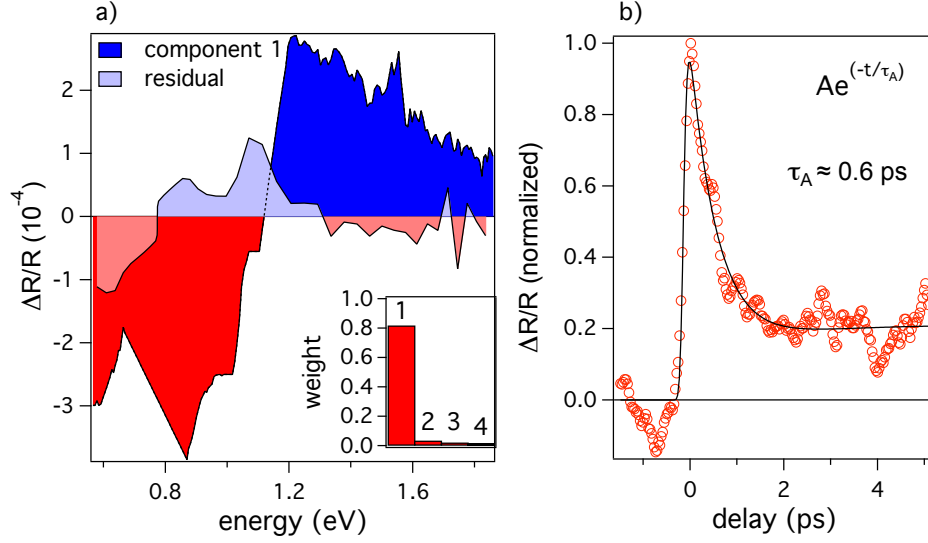 a)
component 1
residual
2
1
0
-1
-2
-3
ΔR/R (10⁻⁴)
0.8
1.2
1.6
energy (eV)
1.0
0.8
0.6
0.4
0.2
0.0
weight
1
2
3
4
b)
1.0
0.8
0.6
0.4
0.2
0.0
ΔR/R (normalized)
Ae^(-t/τ_A)
τ_A ≈ 0.6 ps
0
2
4
delay (ps)